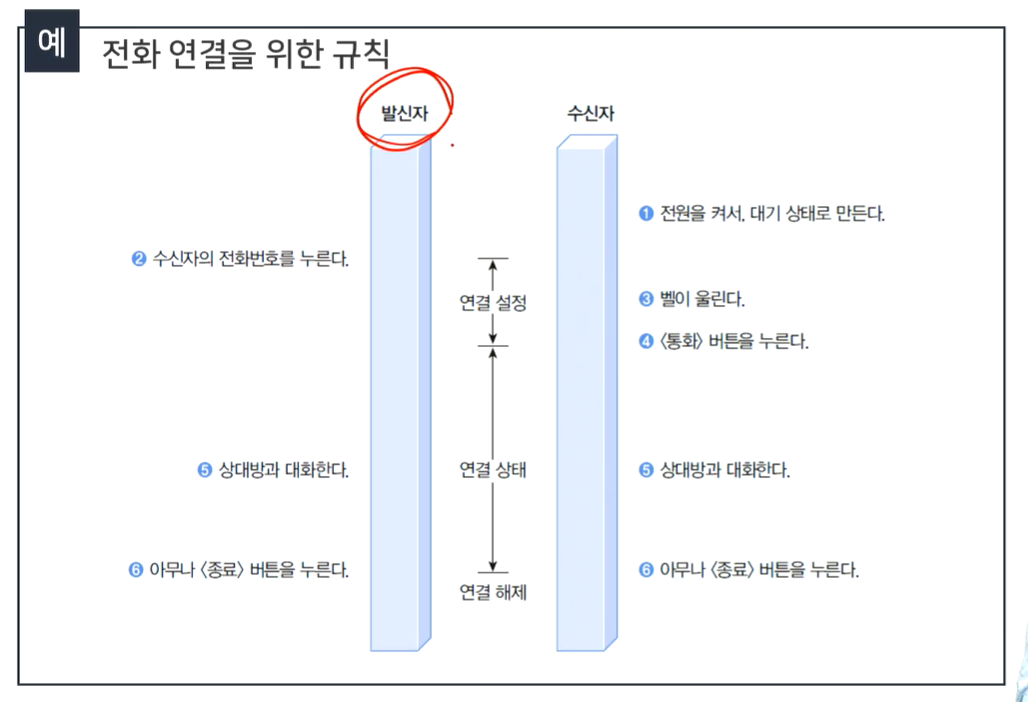 예
전화 연결을 위한 규칙
발신자
수신자
❶ 전원을 켜서, 대기 상태로 만든다.
❷ 수신자의 전화번호를 누른다.
연결 설정
❸ 벨이 울린다.
❹ 〈통화〉 버튼을 누른다.
❺ 상대방과 대화한다.
연결 상태
❺ 상대방과 대화한다.
❻ 아무나 〈종료〉 버튼을 누른다.
❻ 아무나 〈종료〉 버튼을 누른다.
연결 해제